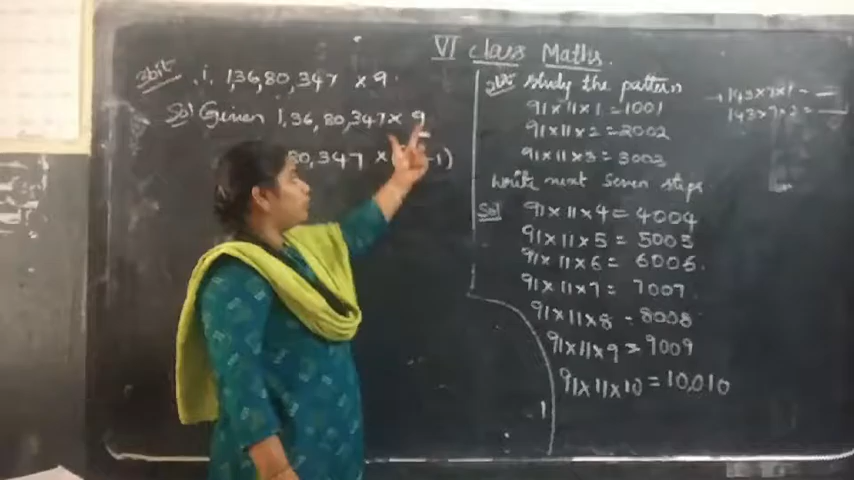 VI class Maths.
3bit i. 1,36,80,347 × 9
Sol Given 1,36,80,347× 9
80,347 × -1)
Study the pattern
91×11×1=1001
91×11×2=2002
91×11×3=3003
Write next Seven steps
Sol 91×11×4=4004
91×11×5=5005
91×11×6= 6006.
91×11×7= 7007
91×11×8 = 8008
91×11×9 = 9009
91×11×10 = 10,010
→ 143×7×1 =
143×7×2 =